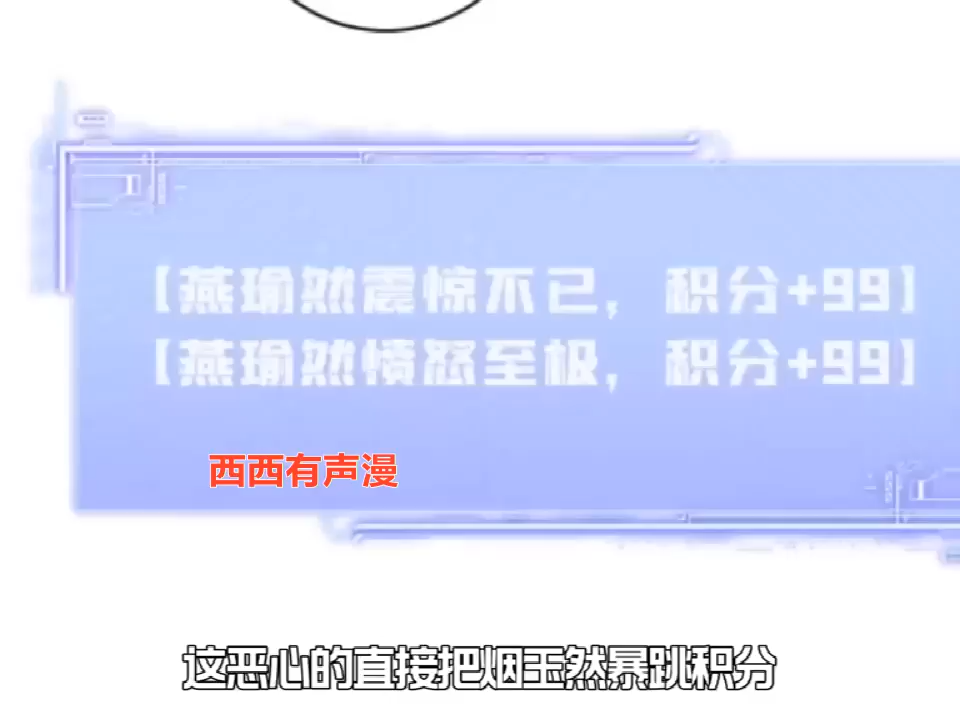 【燕瑜然震惊不已，积分+99】
【燕瑜然愤怒至极，积分+99】
西西有声漫
这恶心的直接把烟玉然暴跳积分